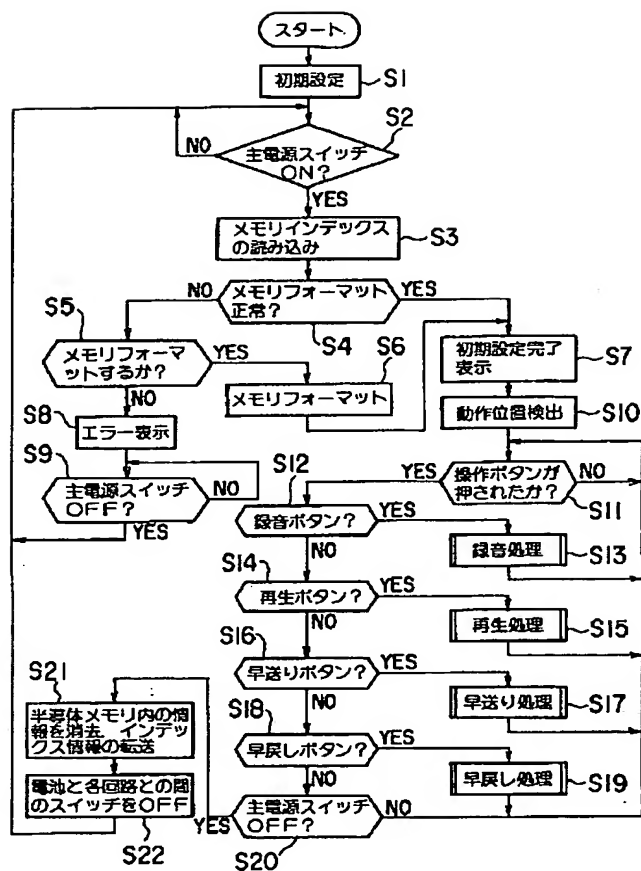 スタート
初期設定
S1
S2
主電源スイッチ
ON?
NO
YES
メモリインデックス
の読み込み
S3
メモリフォーマット
正常?
NO
YES
S4
S5
メモリフォーマ
ットするか?
YES
NO
S6
メモリフォーマット
初期設定完了
表示
S7
S8
エラー表示
動作位置検出
S10
S9
主電源スイッチ
OFF?
NO
YES
操作ボタンが
押されたか?
YES
NO
S11
S12
録音ボタン?
YES
NO
録音処理
S13
S14
再生ボタン?
YES
NO
再生処理
S15
S16
早送りボタン?
YES
NO
早送り処理
S17
S18
早戻しボタン?
YES
NO
早戻し処理
S19
主電源スイッチ
OFF?
YES
NO
S20
S21
半導体メモリ内の情
報を消去、インデッ
クス情報の転送
電池と各回路との間
のスイッチをOFF
S22